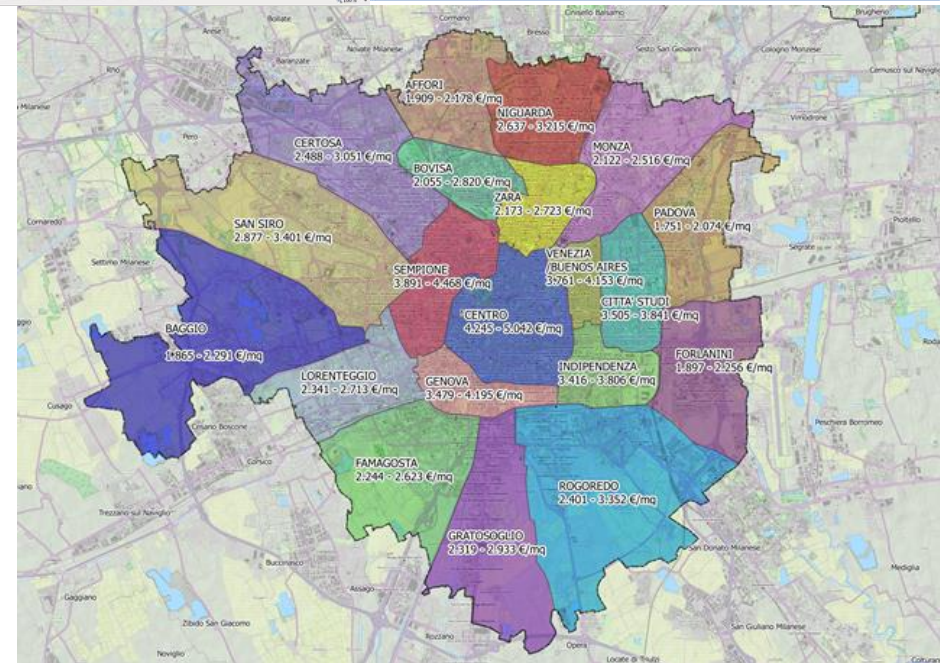 Bollate
Cormano
Cinisello Balsamo
Brugherio
Arese
Bresso
Novate Milanese
Sesto San Giovanni
Cologno Monzese
Baranzate
Rho
Cernusco sul Navigli
AFFORI
1.909 - 2.178 €/mq
Milanese
NIGUARDA
2.637 - 3.215 €/mq
Vimodrone
Pero
CERTOSA
2.488 - 3.051 €/mq
MONZA
2.122 - 2.516 €/mq
BOVISA
2.055 - 2.820 €/mq
ZARA
2.173 - 2.723 €/mq
PADOVA
1.751 - 2.074 €/mq
Cornaredo
SAN SIRO
2.877 - 3.401 €/mq
Pioltello
Segrate
Settimo Milanese
VENEZIA
/BUENOS AIRES
3.761 - 4.153 €/mq
SEMPIONE
3.891 - 4.468 €/mq
CITTA' STUDI
3.505 - 3.841 €/mq
CENTRO
4.245 - 5.042 €/mq
BAGGIO
1.865 - 2.291 €/mq
FORLANINI
1.897 - 2.256 €/mq
INDIPENDENZA
3.416 - 3.806 €/mq
LORENTEGGIO
2.341 - 2.713 €/mq
GENOVA
3.479 - 4.195 €/mq
Cusago
Cesano Boscone
Peschiera Borromeo
Corsico
FAMAGOSTA
2.244 - 2.623 €/mq
ROGOREDO
2.401 - 3.352 €/mq
Trezzano sul Naviglio
GRATOSOGLIO
2.319 - 2.933 €/mq
San Donato Milanese
Buccinasco
Mediglia
Assago
Gaggiano
Zibido San Giacomo
San Giuliano Milanese
Rozzano
Opera
Noviglio
Locate di Triulzi
Colturan